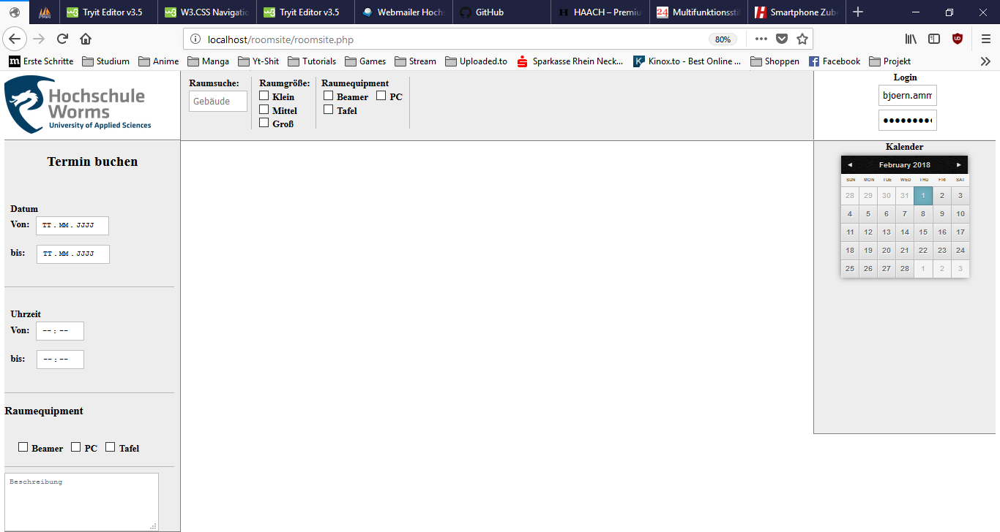 Tryit Editor v3.5
W3.CSS Navigatio
Tryit Editor v3.5
Webmailer Hochs
GitHub
HAACH – Premiu
Multifunktionssti
Smartphone Zube
localhost/roomsite/roomsite.php
80%
Erste Schritte
Studium
Anime
Manga
Yt-Shit
Tutorials
Games
Stream
Uploaded.to
Sparkasse Rhein Neck...
Kinox.to - Best Online ...
Shoppen
Facebook
Projekt
Hochschule
Worms
University of Applied Sciences
Raumsuche:
Gebäude
Raumgröße:
Klein
Mittel
Groß
Raumequipment
Beamer PC
Tafel
Login
bjoern.amm
Termin buchen
Datum
Von: TT . MM . JJJJ
bis: TT . MM . JJJJ
Uhrzeit
Von: -- : --
bis: -- : --
Raumequipment
Beamer PC Tafel
Beschreibung
Kalender
February 2018
SUN MON TUE WED THU FRI SAT
28 29 30 31 1 2 3
4 5 6 7 8 9 10
11 12 13 14 15 16 17
18 19 20 21 22 23 24
25 26 27 28 1 2 3